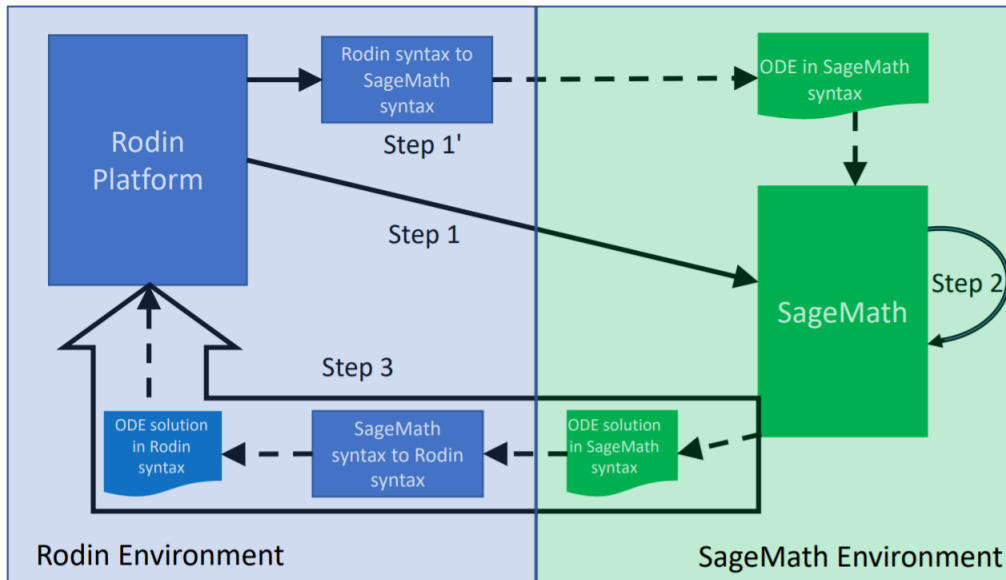 Rodin
Platform
Rodin syntax to
SageMath
syntax
Step 1'
ODE in SageMath
syntax
Step 1
SageMath
Step 2
Step 3
ODE solution
in Rodin
syntax
SageMath
syntax to Rodin
syntax
ODE solution
in SageMath
syntax
Rodin Environment
SageMath Environment